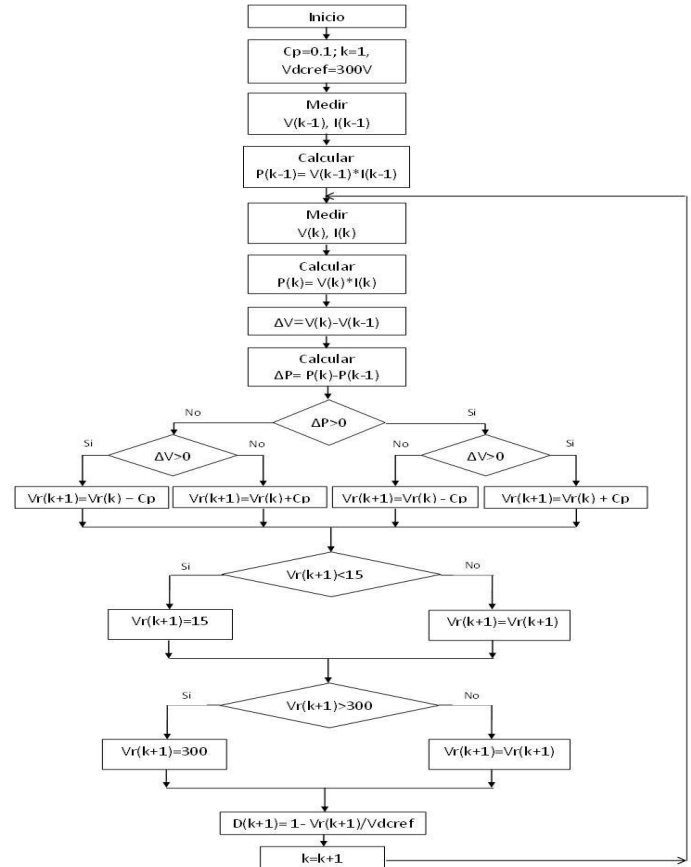 Inicio
Cp=0.1; k=1,
Vdcref=300V
Medir
V(k-1), I(k-1)
Calcular
P(k-1)= V(k-1)*I(k-1)
Medir
V(k), I(k)
Calcular
P(k)= V(k)*I(k)
ΔV=V(k)-V(k-1)
Calcular
ΔP= P(k)-P(k-1)
No
ΔP>0
Si
Si
ΔV>0
No
No
ΔV>0
Si
Vr(k+1)=Vr(k) – Cp
Vr(k+1)=Vr(k)+Cp
Vr(k+1)=Vr(k) - Cp
Vr(k+1)=Vr(k) + Cp
Si
Vr(k+1)<15
No
Vr(k+1)=15
Vr(k+1)=Vr(k+1)
Si
Vr(k+1)>300
No
Vr(k+1)=300
Vr(k+1)=Vr(k+1)
D(k+1)= 1- Vr(k+1)/Vdcref
k=k+1